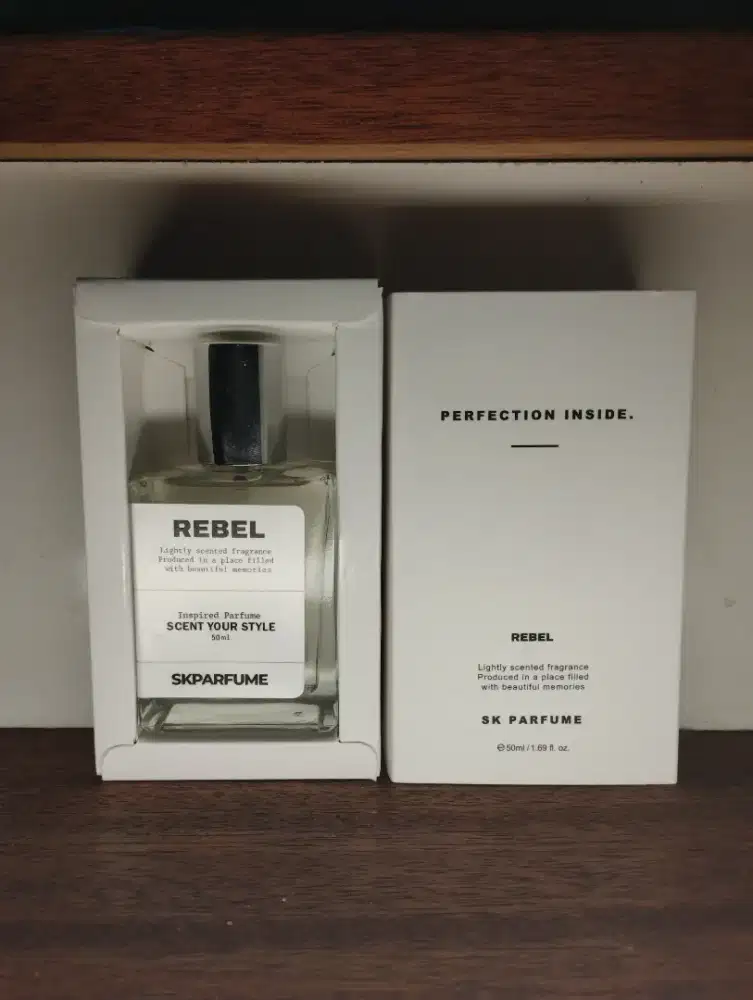 REBEL
Lightly scented fragrance
Produced in a place filled
with beautiful memories
Inspired Parfume
SCENT YOUR STYLE
50ml
SKPARFUME
PERFECTION INSIDE.
REBEL
Lightly scented fragrance
Produced in a place filled
with beautiful memories
SK PARFUME
℮50ml / 1.69 fl. oz.